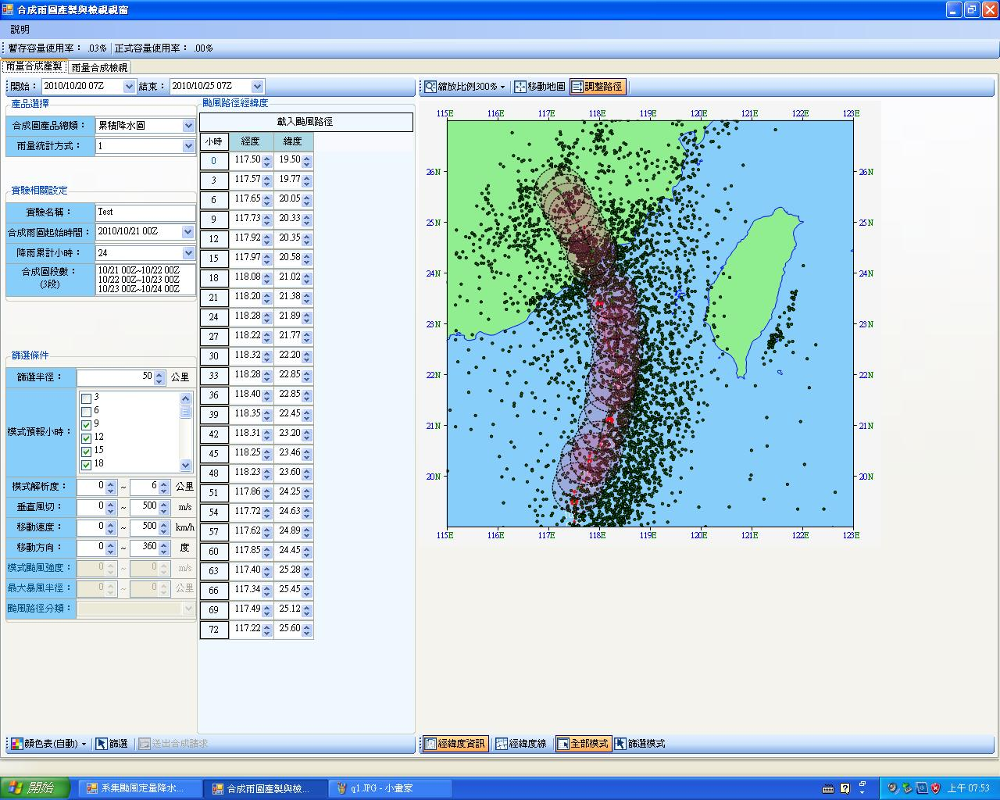 合成雨圖產製與檢視視窗
說明
暫存容量使用率： .03% 正式容量使用率： .00%
雨量合成產製 雨量合成檢視
開始： 2010/10/20 07Z 結束： 2010/10/25 07Z
縮放比例300% 移動地圖 調整路徑
產品選擇
合成圖產品總類： 累積降水圖
雨量統計方式： 1
實驗相關設定
實驗名稱： Test
合成雨圖起始時間： 2010/10/21 00Z
降雨累計小時： 24
合成圖段數：
(3段)
10/21 00Z~10/22 00Z
10/22 00Z~10/23 00Z
10/23 00Z~10/24 00Z
篩選條件
篩選半徑： 50 公里
模式預報小時：
3
6
9
12
15
18
模式解析度： 0 ~ 6 公里
垂直風切： 0 ~ 500 m/s
移動速度： 0 ~ 500 km/h
移動方向： 0 ~ 360 度
模式颱風強度： 0 ~ 0 m/s
最大暴風半徑： 0 ~ 0 公里
颱風路徑分類：
颱風路徑經緯度
載入颱風路徑
小時 經度 緯度
0 117.50 19.50
3 117.57 19.77
6 117.65 20.05
9 117.73 20.33
12 117.92 20.35
15 117.97 20.58
18 118.08 21.02
21 118.20 21.38
24 118.28 21.89
27 118.22 21.77
30 118.32 22.20
33 118.28 22.85
36 118.40 22.85
39 118.35 22.45
42 118.31 23.20
45 118.25 23.46
48 118.23 23.60
51 117.86 24.25
54 117.72 24.63
57 117.62 24.89
60 117.85 24.45
63 117.40 25.28
66 117.34 25.45
69 117.49 25.12
72 117.22 25.60
115E 116E 117E 118E 119E 120E 121E 122E 123E
26N 26N
25N 25N
24N 24N
23N 23N
22N 22N
21N 21N
20N 20N
115E 116E 117E 118E 119E 120E 121E 122E 123E
顏色表(自動) 篩選 送出合成請求
經緯度資訊 經緯度線 全部模式 篩選模式
開始 系集颱風定量降水... 合成雨圖產製與檢... q1.JPG - 小畫家 上午 07:53